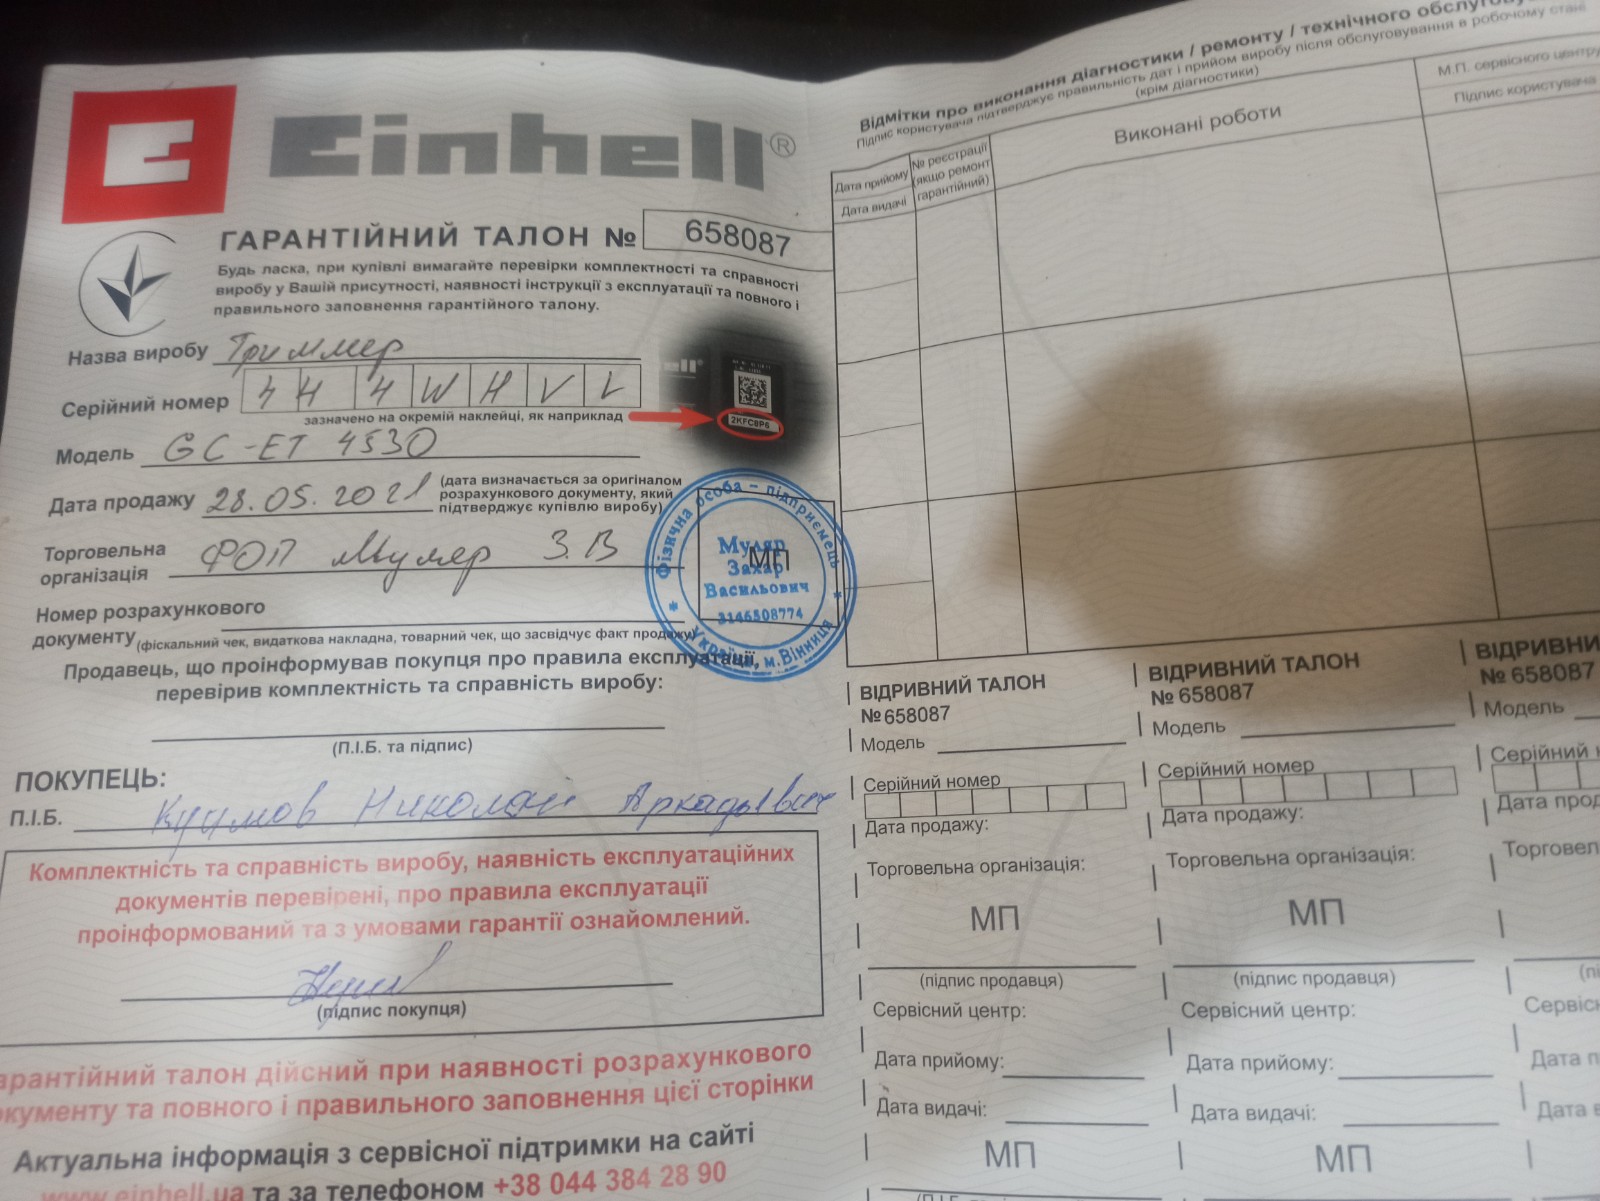 Einhell®
ГАРАНТІЙНИЙ ТАЛОН № 658087
Будь ласка, при купівлі вимагайте перевірки комплектності та справності
виробу у Вашій присутності, наявності інструкції з експлуатації та повного і
правильного заповнення гарантійного талону.
Назва виробу Триммер
Серійний номер 4 H 4 W H V L
зазначено на окремій наклейці, як наприклад
2KFC8P6
Модель GC-ET 4530
Дата продажу 28.05.2021 (дата визначається за оригіналом
розрахункового документу, який
підтверджує купівлю виробу)
Торговельна
організація ФОП Муляр З.В
Фізична особа – підприємець
Муляр
Захар
Васильович
3146508774
Україна, м.Вінниця
МП
Номер розрахункового
документу (фіскальний чек, видаткова накладна, товарний чек, що засвідчує факт продажу)
Продавець, що проінформував покупця про правила експлуатації,
перевірив комплектність та справність виробу:
(П.І.Б. та підпис)
ПОКУПЕЦЬ:
П.І.Б. Николай Аркадьевич
Комплектність та справність виробу, наявність експлуатаційних
документів перевірені, про правила експлуатації
проінформований та з умовами гарантії ознайомлений.
(підпис покупця)
арантійний талон дійсний при наявності розрахункового
окументу та повного і правильного заповнення цієї сторінки
Актуальна інформація з сервісної підтримки на сайті
www.einhell.ua та за телефоном +38 044 384 28 90
Відмітки про виконання діагностики / ремонту / технічного обслугову
Підпис користувача підтверджує правильність дат і прийом виробу після обслуговування в робочому стані
(крім діагностики)
Дата прийому
Дата видачі
№ реєстрації
(якщо ремонт
гарантійний)
Виконані роботи
М.П. сервісного центру
Підпис користувача
ВІДРИВНИЙ ТАЛОН
№ 658087
Модель
Серійний номер
Дата продажу:
Торговельна організація:
МП
(підпис продавця)
Сервісний центр:
Дата прийому:
Дата видачі:
МП
ВІДРИВНИЙ ТАЛОН
№ 658087
Модель
Серійний номер
Дата продажу:
Торговельна організація:
МП
(підпис продавця)
Сервісний центр:
Дата прийому:
Дата видачі:
МП
ВІДРИВНИ
№ 658087
Модель
Серійний
Дата прод
Торговел
Сервісн
Дата п
Дата в